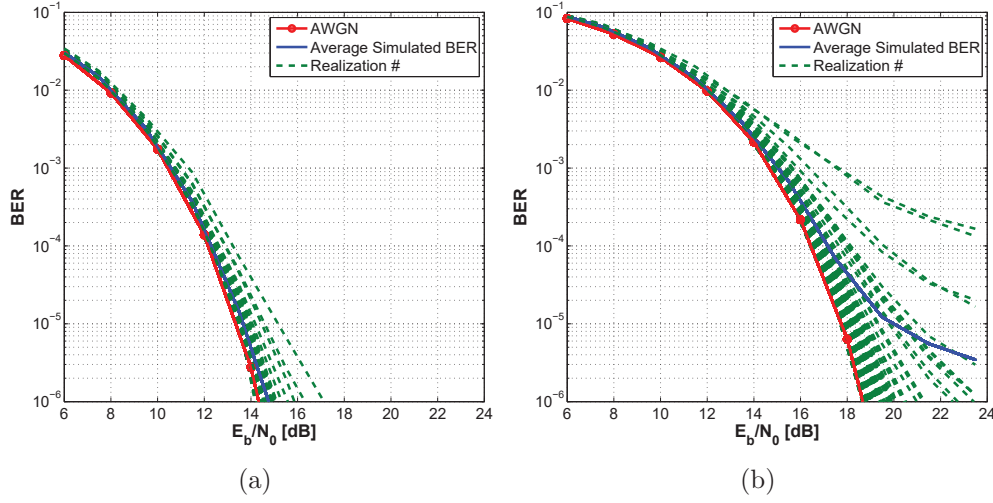 BER
10⁻¹
10⁻²
10⁻³
10⁻⁴
10⁻⁵
10⁻⁶
6 8 10 12 14 16 18 20 22 24
E_b/N_0 [dB]
AWGN
Average Simulated BER
Realization #
(a)
BER
10⁻¹
10⁻²
10⁻³
10⁻⁴
10⁻⁵
10⁻⁶
6 8 10 12 14 16 18 20 22 24
E_b/N_0 [dB]
AWGN
Average Simulated BER
Realization #
(b)